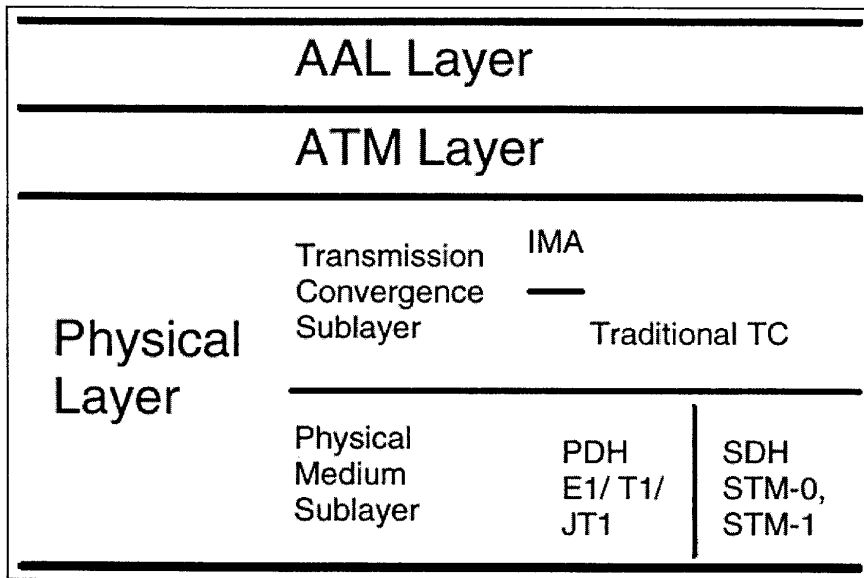 AAL Layer
ATM Layer
Physical
Layer
Transmission
Convergence
Sublayer
IMA
Traditional TC
Physical
Medium
Sublayer
PDH
E1/ T1/
JT1
SDH
STM-0,
STM-1